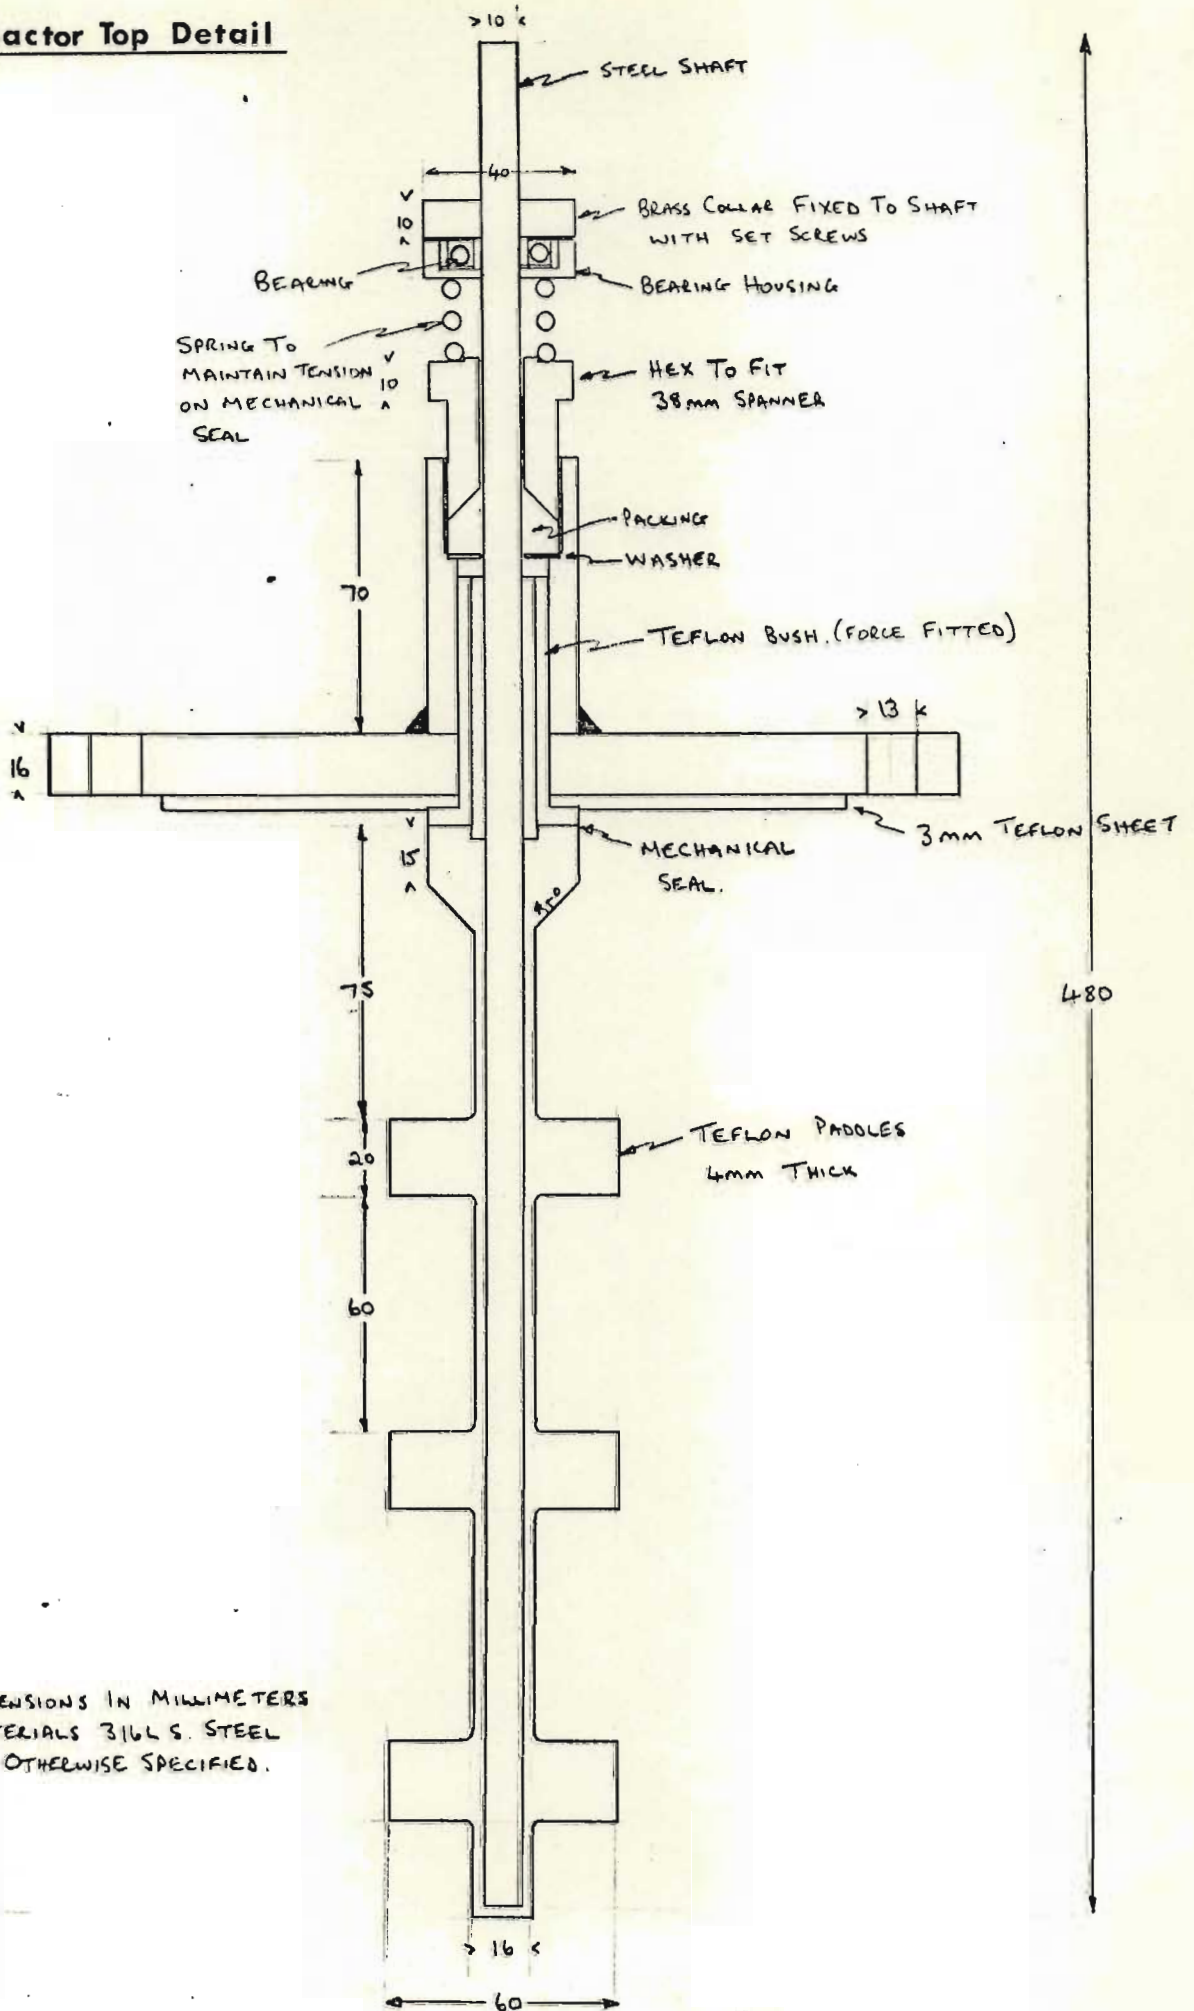 actor Top Detail
10
STEEL SHAFT
40
10
BRASS COLLAR FIXED TO SHAFT
WITH SET SCREWS
BEARING
BEARING HOUSING
SPRING TO
MAINTAIN TENSION
ON MECHANICAL
SEAL
10
HEX TO FIT
38mm SPANNER
PACKING
WASHER
70
TEFLON BUSH. (FORCE FITTED)
13
16
3mm TEFLON SHEET
MECHANICAL
SEAL.
15
75
480
20
TEFLON PADDLES
4mm THICK
60
ENSIONS IN MILLIMETERS
TERIALS 316L S. STEEL
OTHERWISE SPECIFIED.
16
60